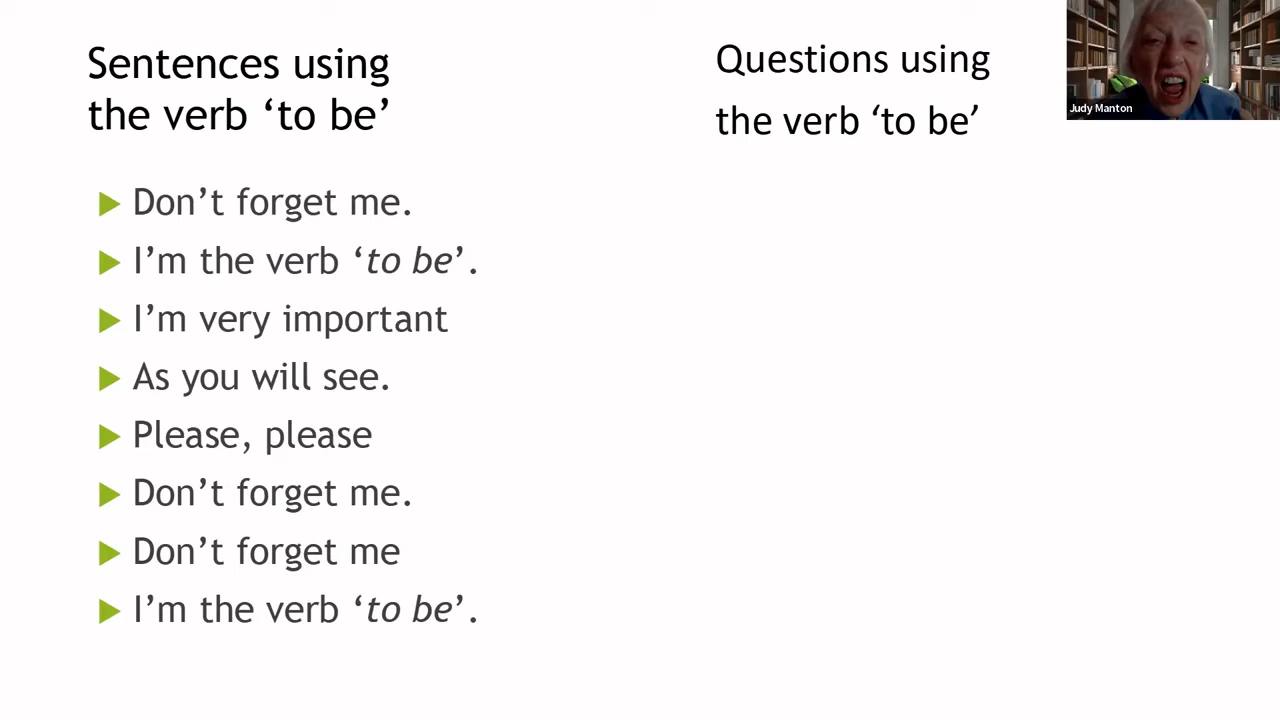 Sentences using
the verb ‘to be’
Don’t forget me.
I’m the verb ‘to be’.
I’m very important
As you will see.
Please, please
Don’t forget me.
Don’t forget me
I’m the verb ‘to be’.
Questions using
the verb ‘to be’
Judy Manton